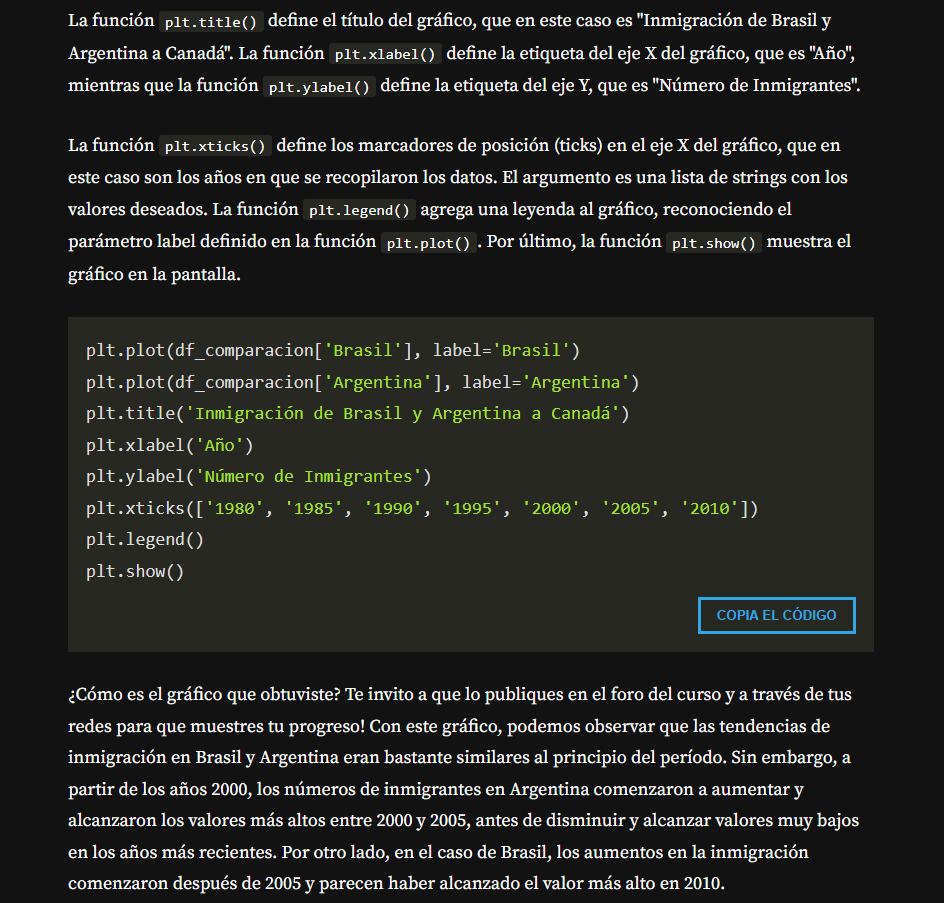 La función plt.title() define el título del gráfico, que en este caso es "Inmigración de Brasil y
Argentina a Canadá". La función plt.xlabel() define la etiqueta del eje X del gráfico, que es "Año",
mientras que la función plt.ylabel() define la etiqueta del eje Y, que es "Número de Inmigrantes".
La función plt.xticks() define los marcadores de posición (ticks) en el eje X del gráfico, que en
este caso son los años en que se recopilaron los datos. El argumento es una lista de strings con los
valores deseados. La función plt.legend() agrega una leyenda al gráfico, reconociendo el
parámetro label definido en la función plt.plot(). Por último, la función plt.show() muestra el
gráfico en la pantalla.
plt.plot(df_comparacion['Brasil'], label='Brasil')
plt.plot(df_comparacion['Argentina'], label='Argentina')
plt.title('Inmigración de Brasil y Argentina a Canadá')
plt.xlabel('Año')
plt.ylabel('Número de Inmigrantes')
plt.xticks(['1980', '1985', '1990', '1995', '2000', '2005', '2010'])
plt.legend()
plt.show()
COPIA EL CÓDIGO
¿Cómo es el gráfico que obtuviste? Te invito a que lo publiques en el foro del curso y a través de tus
redes para que muestres tu progreso! Con este gráfico, podemos observar que las tendencias de
inmigración en Brasil y Argentina eran bastante similares al principio del período. Sin embargo, a
partir de los años 2000, los números de inmigrantes en Argentina comenzaron a aumentar y
alcanzaron los valores más altos entre 2000 y 2005, antes de disminuir y alcanzar valores muy bajos
en los años más recientes. Por otro lado, en el caso de Brasil, los aumentos en la inmigración
comenzaron después de 2005 y parecen haber alcanzado el valor más alto en 2010.